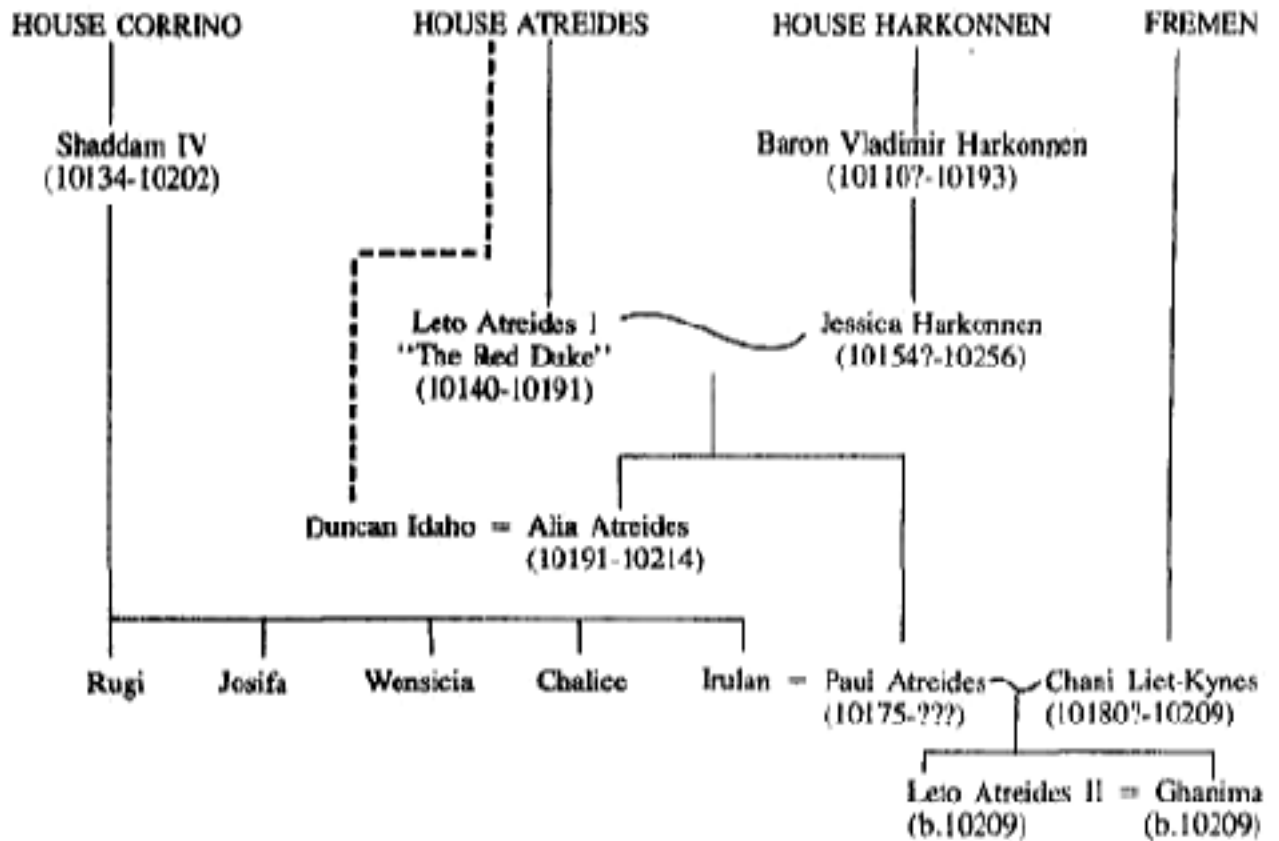 HOUSE CORRINO HOUSE ATREIDES HOUSE HARKONNEN FREMEN
Shaddam IV
(10134-10202)
Baron Vladimir Harkonnen
(10110?-10193)
Leto Atreides I
"The Red Duke"
(10140-10191)
Jessica Harkonnen
(10154?-10256)
Duncan Idaho = Alia Atreides
(10191-10214)
Rugi Josifa Wensicia Chalice Irulan = Paul Atreides Chani Liet-Kynes
(10175-???) (10180?-10209)
Leto Atreides II = Ghanima
(b.10209) (b.10209)